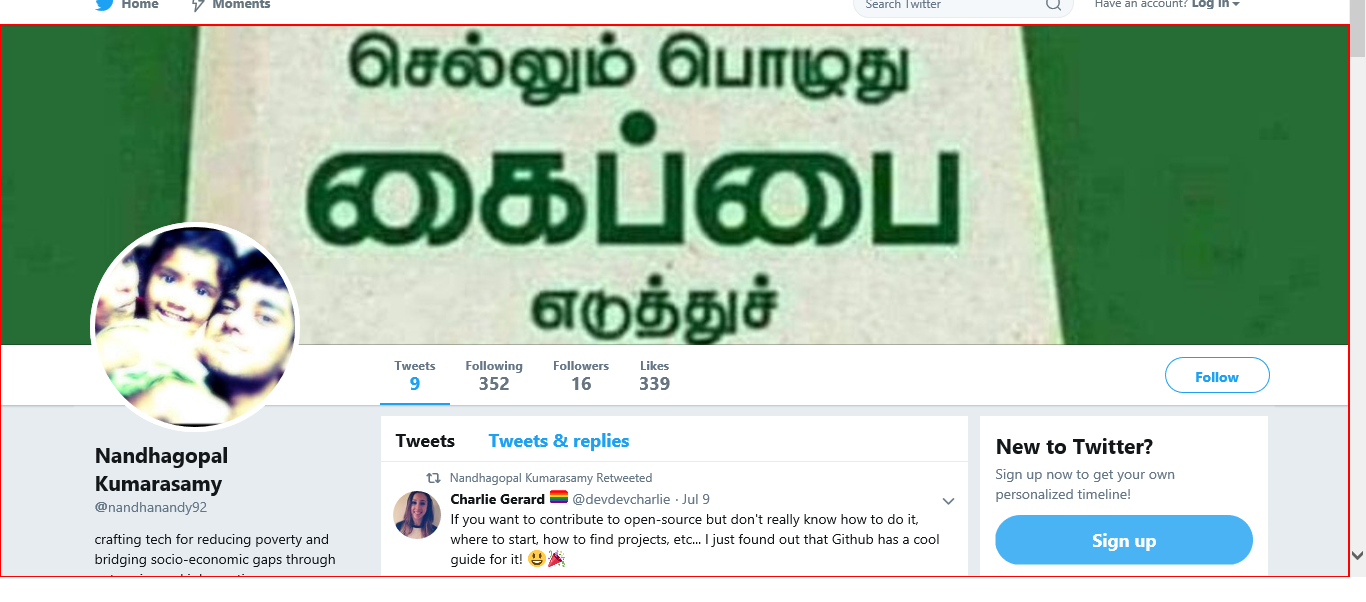 Home Moments Search Twitter Have an account? Log in
செல்லும் பொழுது
கைப்பை
எடுத்துச்
Tweets Following Followers Likes
9 352 16 339
Follow
Nandhagopal
Kumarasamy
@nandhanandy92
crafting tech for reducing poverty and
bridging socio-economic gaps through
Tweets Tweets & replies
Nandhagopal Kumarasamy Retweeted
Charlie Gerard @devdevcharlie · Jul 9
If you want to contribute to open-source but don't really know how to do it,
where to start, how to find projects, etc... I just found out that Github has a cool
guide for it! 😃🎉
New to Twitter?
Sign up now to get your own
personalized timeline!
Sign up